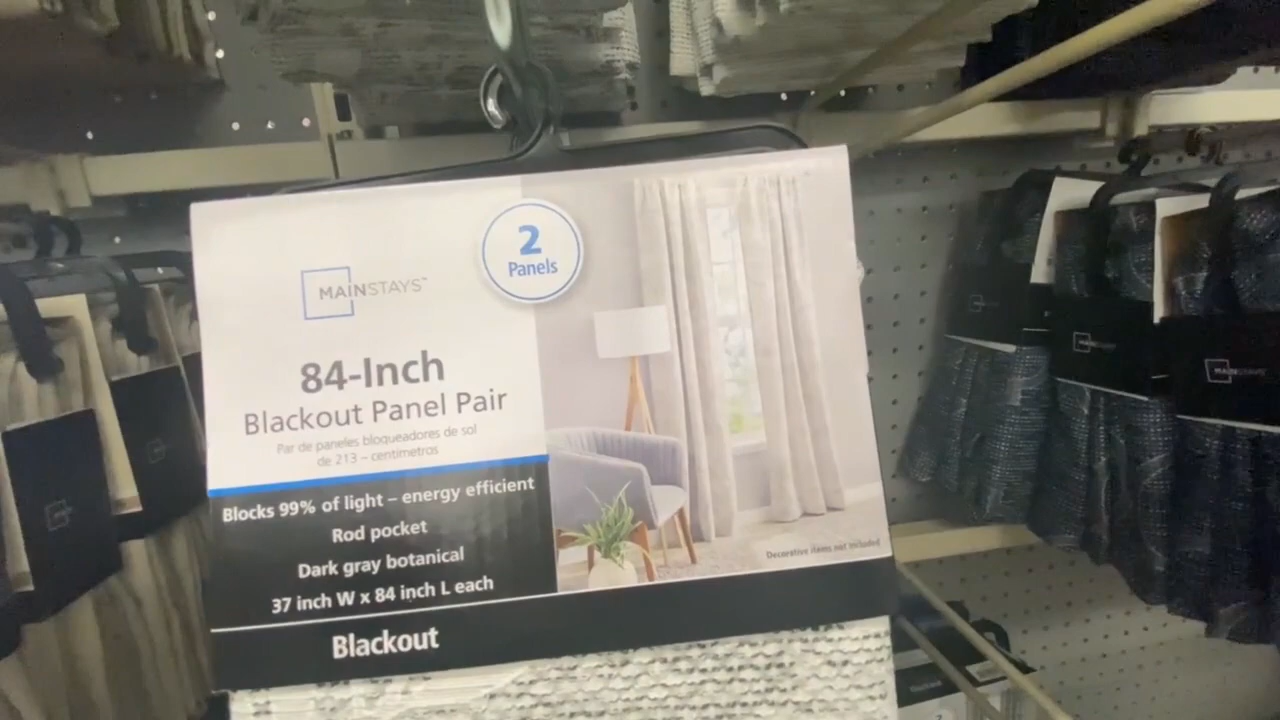 2
Panels
MAINSTAYS™
84-Inch
Blackout Panel Pair
Par de paneles bloqueadores de sol
de 213 – centímetros
Blocks 99% of light – energy efficient
Rod pocket
Dark gray botanical
37 inch W x 84 inch L each
Decorative items not included
Blackout
MAINSTAYS
MAINSTAYS